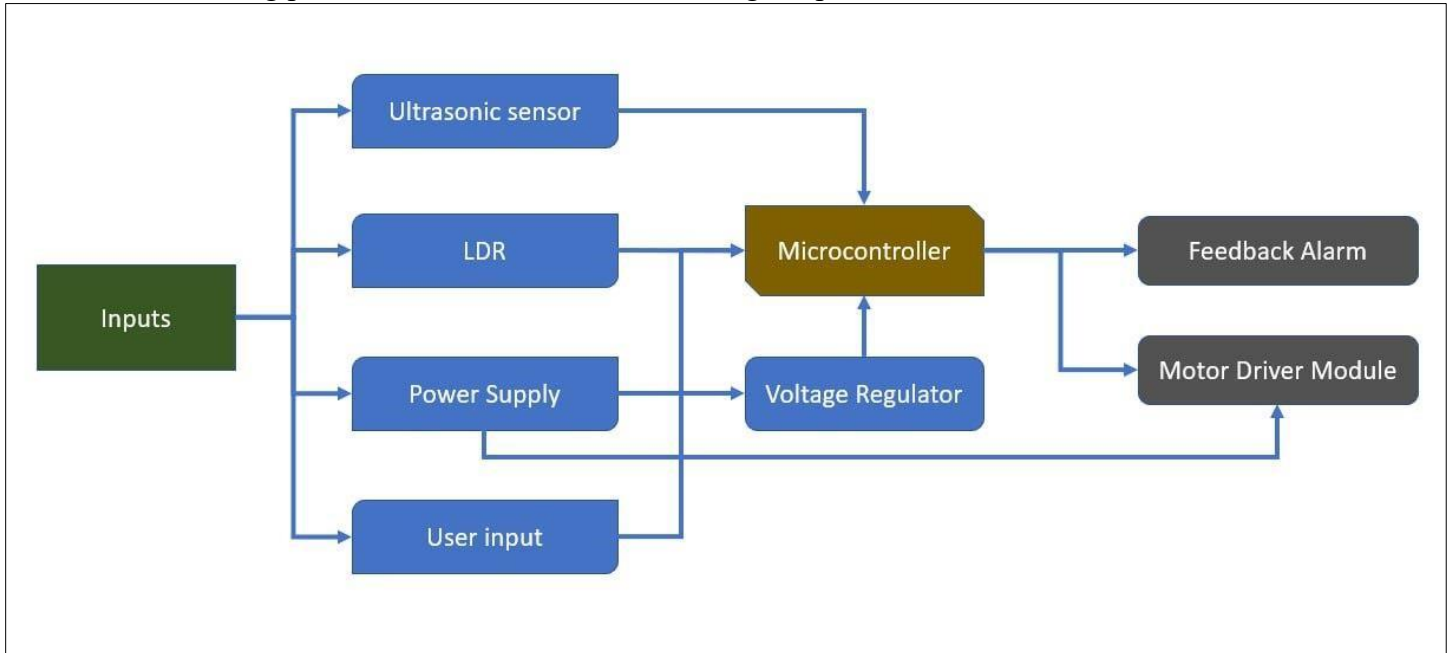 Ultrasonic sensor
LDR
Microcontroller
Feedback Alarm
Inputs
Power Supply
Voltage Regulator
Motor Driver Module
User input